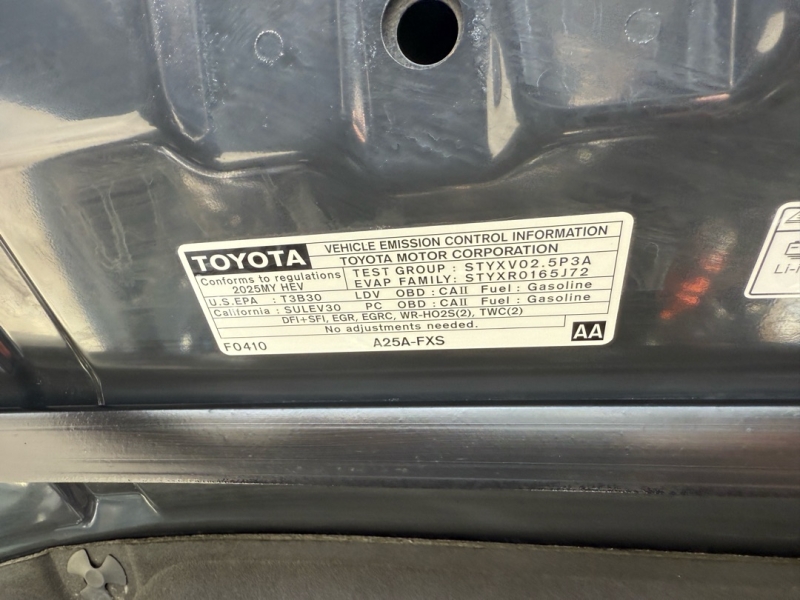 TOYOTA VEHICLE EMISSION CONTROL INFORMATION
TOYOTA MOTOR CORPORATION
Conforms to regulations TEST GROUP : STYXV02.5P3A
2025MY HEV EVAP FAMILY: STYXR0165J72
U.S.EPA : T3B30 LDV OBD: CAII Fuel: Gasoline
California : SULEV30 PC OBD: CAII Fuel: Gasoline
DFI+SFI, EGR, EGRC, WR-HO2S(2), TWC(2)
No adjustments needed.
F0410 A25A-FXS AA
Li-